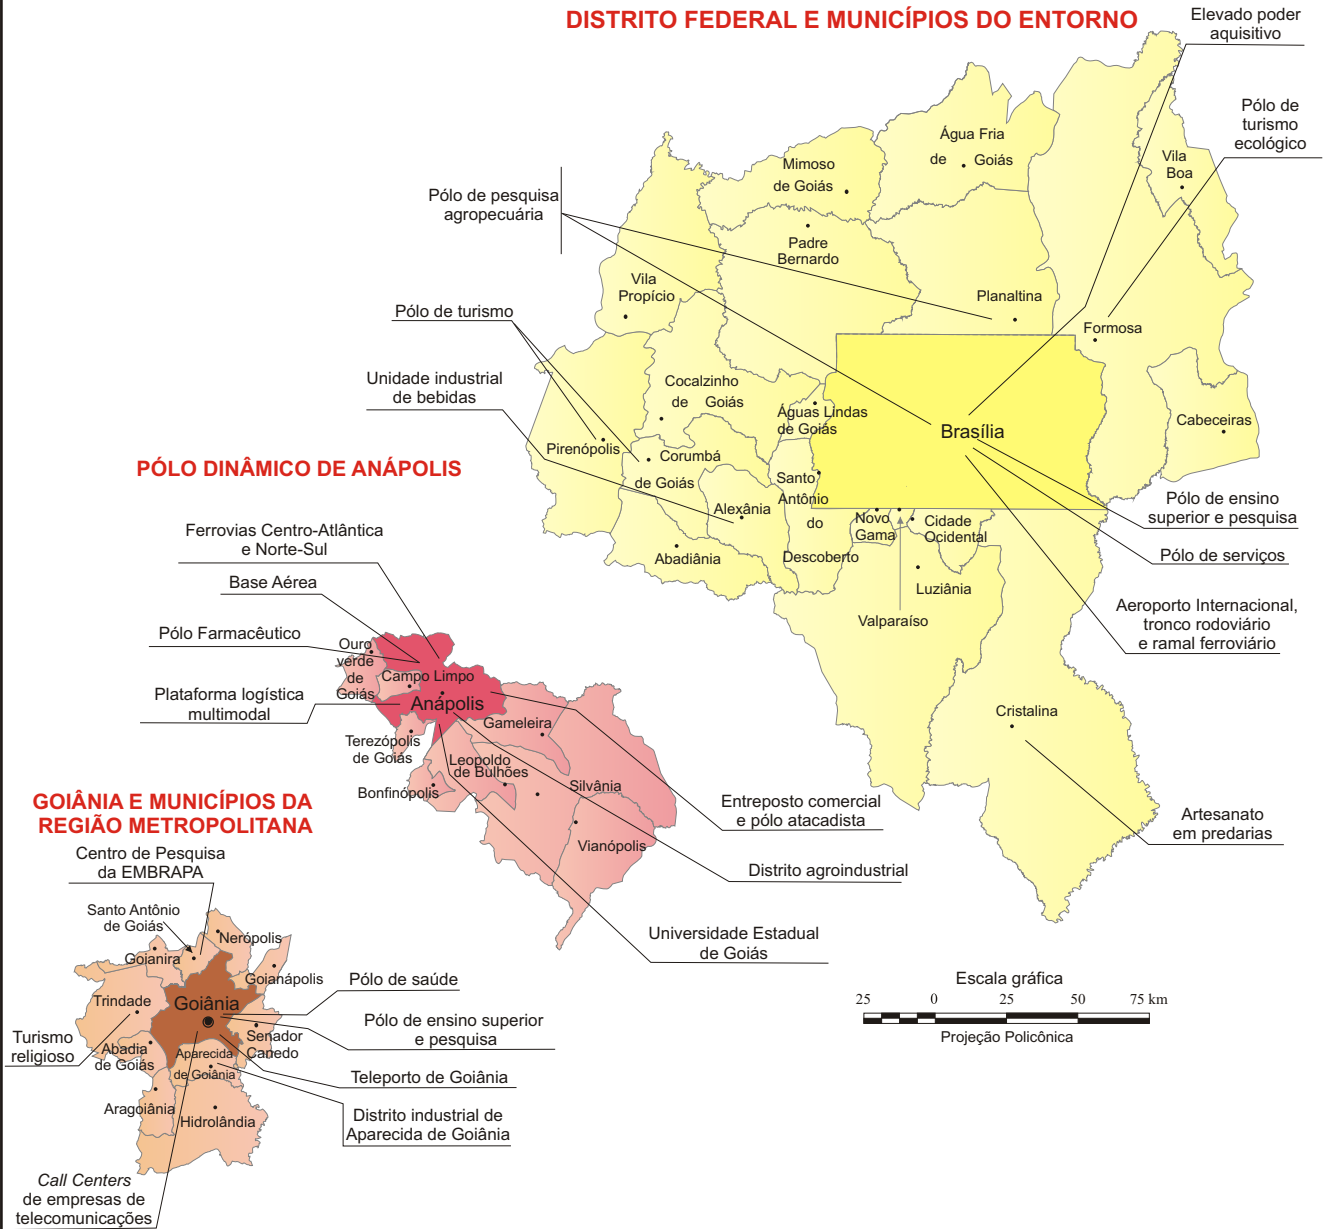 DISTRITO FEDERAL E MUNICÍPIOS DO ENTORNO
Elevado poder
aquisitivo
Pólo de
turismo
ecológico
Água Fria
de Goiás
Mimoso
de Goiás
Vila
Boa
Pólo de pesquisa
agropecuária
Padre
Bernardo
Vila
Propício
Planaltina
Pólo de turismo
Formosa
Unidade industrial
de bebidas
Cocalzinho
de Goiás
Águas Lindas
de Goiás
Brasília
Cabeceiras
Pirenópolis
Corumbá
de Goiás
Santo
Antônio
do
Descoberto
Alexânia
Novo
Gama
Cidade
Ocidental
Abadiânia
Luziânia
Valparaíso
Pólo de ensino
superior e pesquisa
Pólo de serviços
Aeroporto Internacional,
tronco rodoviário
e ramal ferroviário
Cristalina
Artesanato
em predarias
PÓLO DINÂMICO DE ANÁPOLIS
Ferrovias Centro-Atlântica
e Norte-Sul
Base Aérea
Pólo Farmacêutico
Ouro
verde
de
Goiás
Campo Limpo
Plataforma logística
multimodal
Anápolis
Gameleira
Terezópolis
de Goiás
Leopoldo
de Bulhões
Bonfinópolis
Silvânia
Vianópolis
Entreposto comercial
e pólo atacadista
Distrito agroindustrial
Universidade Estadual
de Goiás
GOIÂNIA E MUNICÍPIOS DA
REGIÃO METROPOLITANA
Centro de Pesquisa
da EMBRAPA
Santo Antônio
de Goiás
Nerópolis
Goianira
Goianápolis
Trindade
Goiânia
Pólo de saúde
Pólo de ensino superior
e pesquisa
Turismo
religioso
Abadia
de Goiás
Aparecida
de Goiânia
Senador
Canedo
Teleporto de Goiânia
Aragoiânia
Hidrolândia
Distrito industrial de
Aparecida de Goiânia
Call Centers
de empresas de
telecomunicações
Escala gráfica
25 0 25 50 75 km
Projeção Policônica